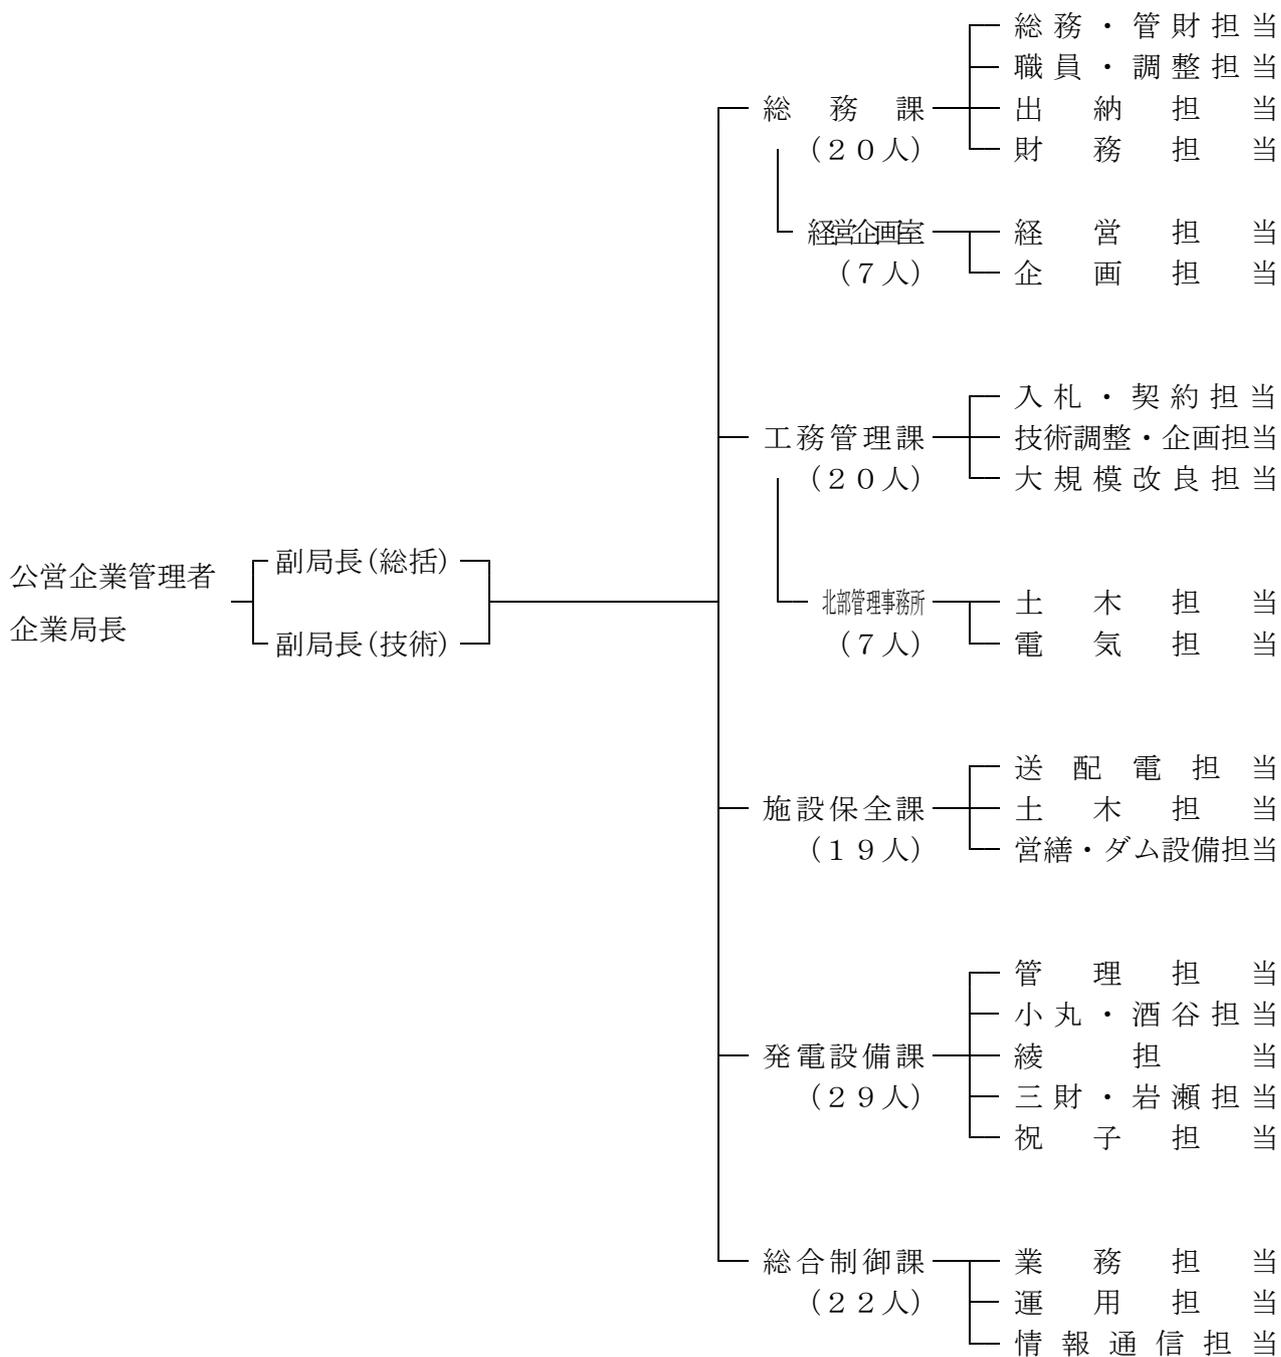 公営企業管理者
企業局長
副局長(総括)
副局長(技術)
総務課
(20人)
総務・管財担当
職員・調整担当
出納担当
財務担当
経営企画室
(7人)
経営担当
企画担当
工務管理課
(20人)
入札・契約担当
技術調整・企画担当
大規模改良担当
北部管理事務所
(7人)
土木担当
電気担当
施設保全課
(19人)
送配電担当
土木担当
営繕・ダム設備担当
発電設備課
(29人)
管理担当
小丸・酒谷担当
綾担当
三財・岩瀬担当
祝子担当
総合制御課
(22人)
業務担当
運用担当
情報通信担当